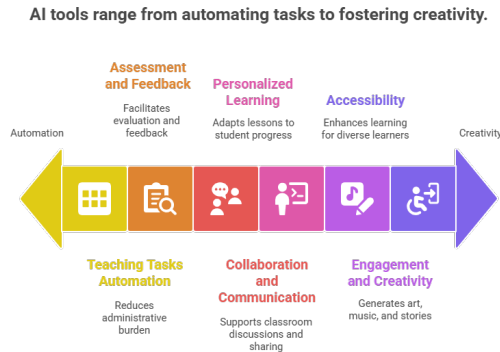 AI tools range from automating tasks to fostering creativity.
Assessment
and Feedback
Facilitates
evaluation and
feedback
Personalized
Learning
Adapts lessons to
student progress
Accessibility
Enhances learning
for diverse learners
Automation
Creativity
Teaching Tasks
Automation
Reduces
administrative
burden
Collaboration
and
Communication
Supports classroom
discussions and
sharing
Engagement
and Creativity
Generates art,
music, and stories